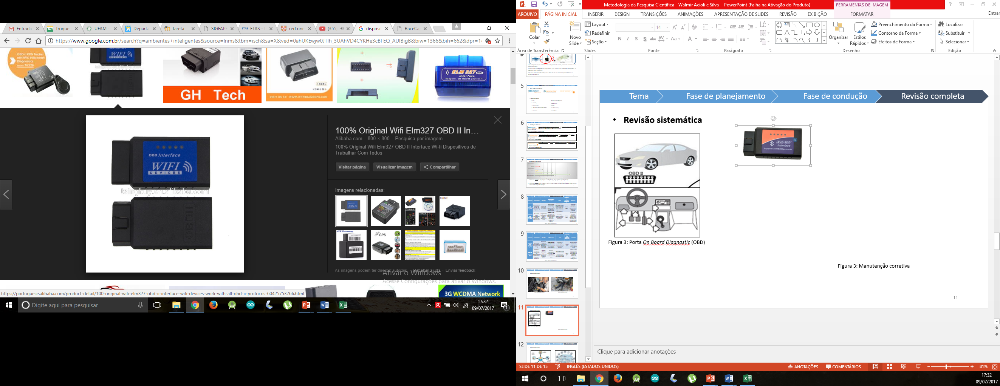 Entrada
Troque
UFAM -
Departa
Tarefa
SIGFAPE
ETAS -
red one
(355)
disposit
RaceCa
https://www.google.com.br/search?q=ambientes+inteligentes&source=lnms&tbm=isch&sa=X&ved=0ahUKEwjw0JTlh_3UAhVD4CYKHe3cBFEQ_AUIBigB&biw=1366&bih=662&dpr=1
OBD-II GPS Tracker
with RFID & Bluetooth
Diagnostics
WIFI
DEVICES
GH Tech
OBD 5
VISIT US AT: WWW.ITRYBRANDGPS.COM
ELM 327 MINI
Interface
Supports all OBDII protocols
OBD Interface
WIFI
DEVICES
tsingbuy.en.alibaba.com
OBDII
100% Original Wifi Elm327 OBD II In...
Alibaba.com - 800 × 800 - Pesquisa por imagem
100% Original Wifi Elm327 OBD II Interface Wi-fi Dispositivos de
Trabalhar Com Todos
Visitar página
Visualizar imagem
Compartilhar
Imagens relacionadas:
TORQUE
GPS
As imagens podem ter direitos autorais. - Receber ajuda - Enviar feedback
Ativar o Windows
Acesse Configurações para ativar o Windows.
3G WCDMA Network
https://portuguese.alibaba.com/product-detail/100-original-wifi-elm327-obd-ii-interface-wifi-devices-work-with-all-obd-ii-protocos-60425753766.html
Digite aqui para pesquisar
17:32
09/07/2017
1
Metodologia da Pesquisa Científica - Walmir Acioli e Silva - PowerPoint (Falha na Ativação do Produto)
FERRAMENTAS DE IMAGEM
Entrar
ARQUIVO
PÁGINA INICIAL
INSERIR
DESIGN
TRANSIÇÕES
ANIMAÇÕES
APRESENTAÇÃO DE SLIDES
REVISÃO
EXIBIÇÃO
FORMATAR
Colar
Área de Transferência
Novo
Slide
Layout
Redefinir
Seção
Slides
14
N I S abc AV Aa A
Fonte
Parágrafo
Organizar
Estilos
Rápidos
Preenchimento da Forma
Contorno da Forma
Efeitos de Forma
Desenho
Localizar
Substituir
Selecionar
Edição
5
6
7
8
9
10
11
12
Tema
Fase de planejamento
Fase de condução
Revisão completa
• Revisão sistemática
OBD II
ELM 327
Interface
Supports all OBDII protocols
Figura 3: Porta On Board Diagnostic (OBD)
Figura 3: Manutenção corretiva
11
Clique para adicionar anotações
SLIDE 11 DE 15
INGLÊS (ESTADOS UNIDOS)
ANOTAÇÕES
COMENTÁRIOS
81%
17:32
09/07/2017